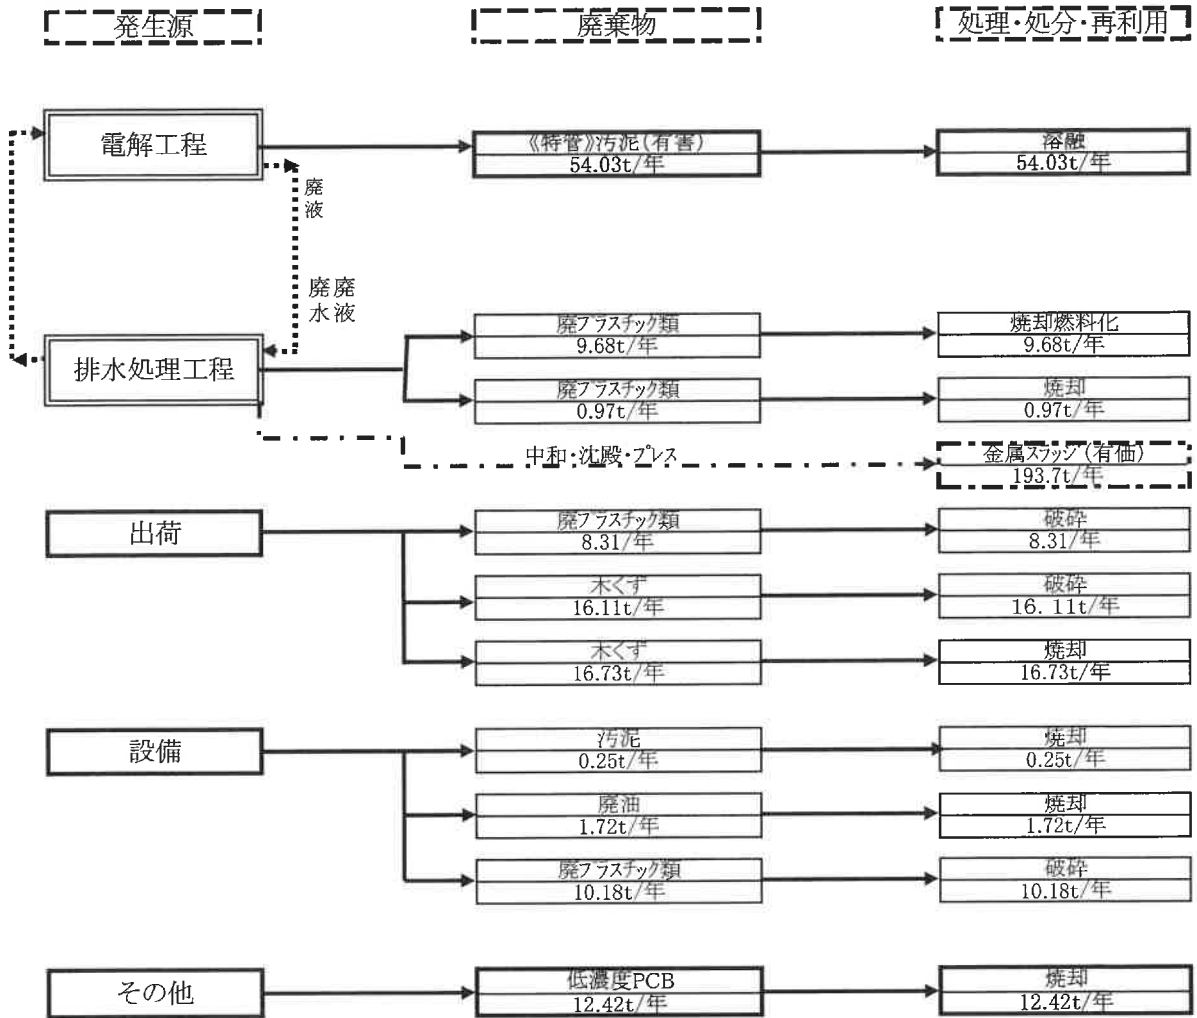 発生源
廃棄物
処理・処分・再利用
電解工程
《特管》汚泥(有害)
54.03t/年
溶融
54.03t/年
廃液
廃水
廃液
排水処理工程
廃プラスチック類
9.68t/年
焼却燃料化
9.68t/年
廃プラスチック類
0.97t/年
焼却
0.97t/年
中和・沈殿・プレス
金属スラッジ(有価)
193.7t/年
出荷
廃プラスチック類
8.31/年
破砕
8.31/年
木くず
16.11t/年
破砕
16.11t/年
木くず
16.73t/年
焼却
16.73t/年
設備
汚泥
0.25t/年
焼却
0.25t/年
廃油
1.72t/年
焼却
1.72t/年
廃プラスチック類
10.18t/年
破砕
10.18t/年
その他
低濃度PCB
12.42t/年
焼却
12.42t/年